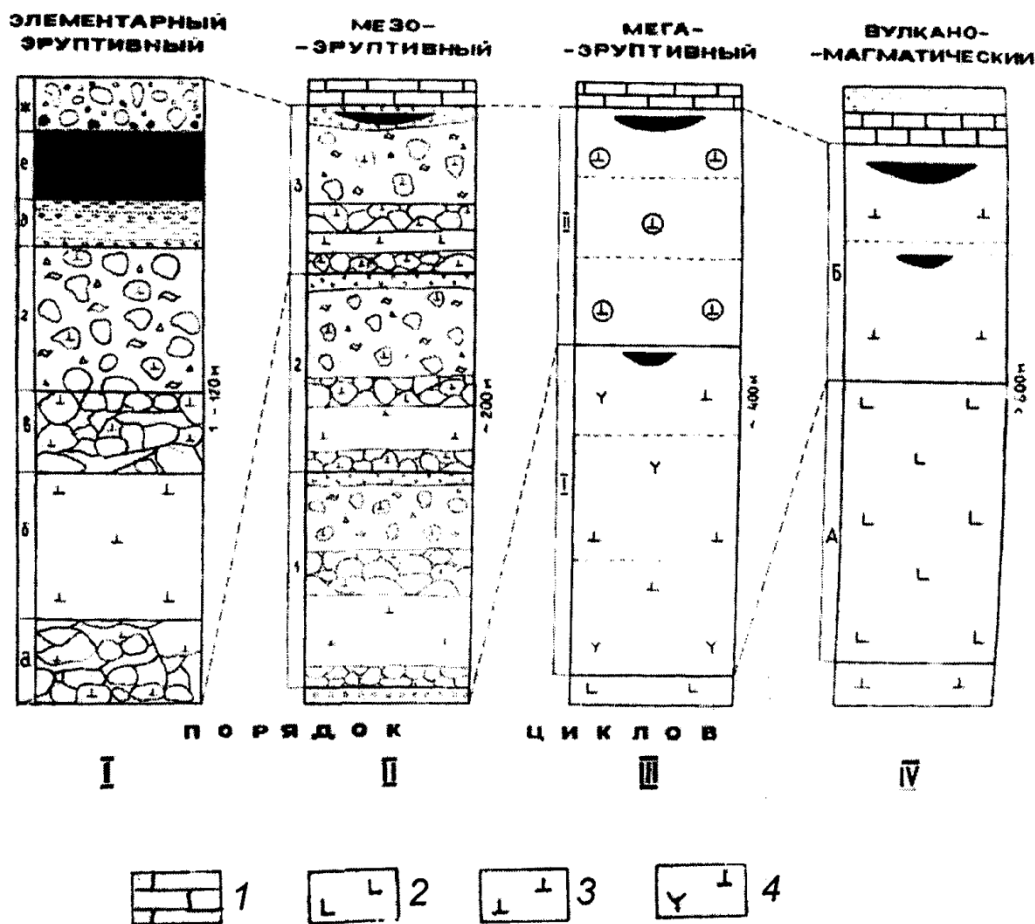 ЭЛЕМЕНТАРНЫЙ
ЭРУПТИВНЫЙ
МЕЗО-
-ЭРУПТИВНЫЙ
МЕГА-
-ЭРУПТИВНЫЙ
ВУЛКАНО-
-МАГМАТИЧЕСКИЙ
ж
е
д
г
в
б
а
1 - 120 м
3
2
1
~ 200 м
II
I
~ 400 м
Б
А
> 600 м
ПОРЯДОК ЦИКЛОВ
I II III IV
1 2 3 4